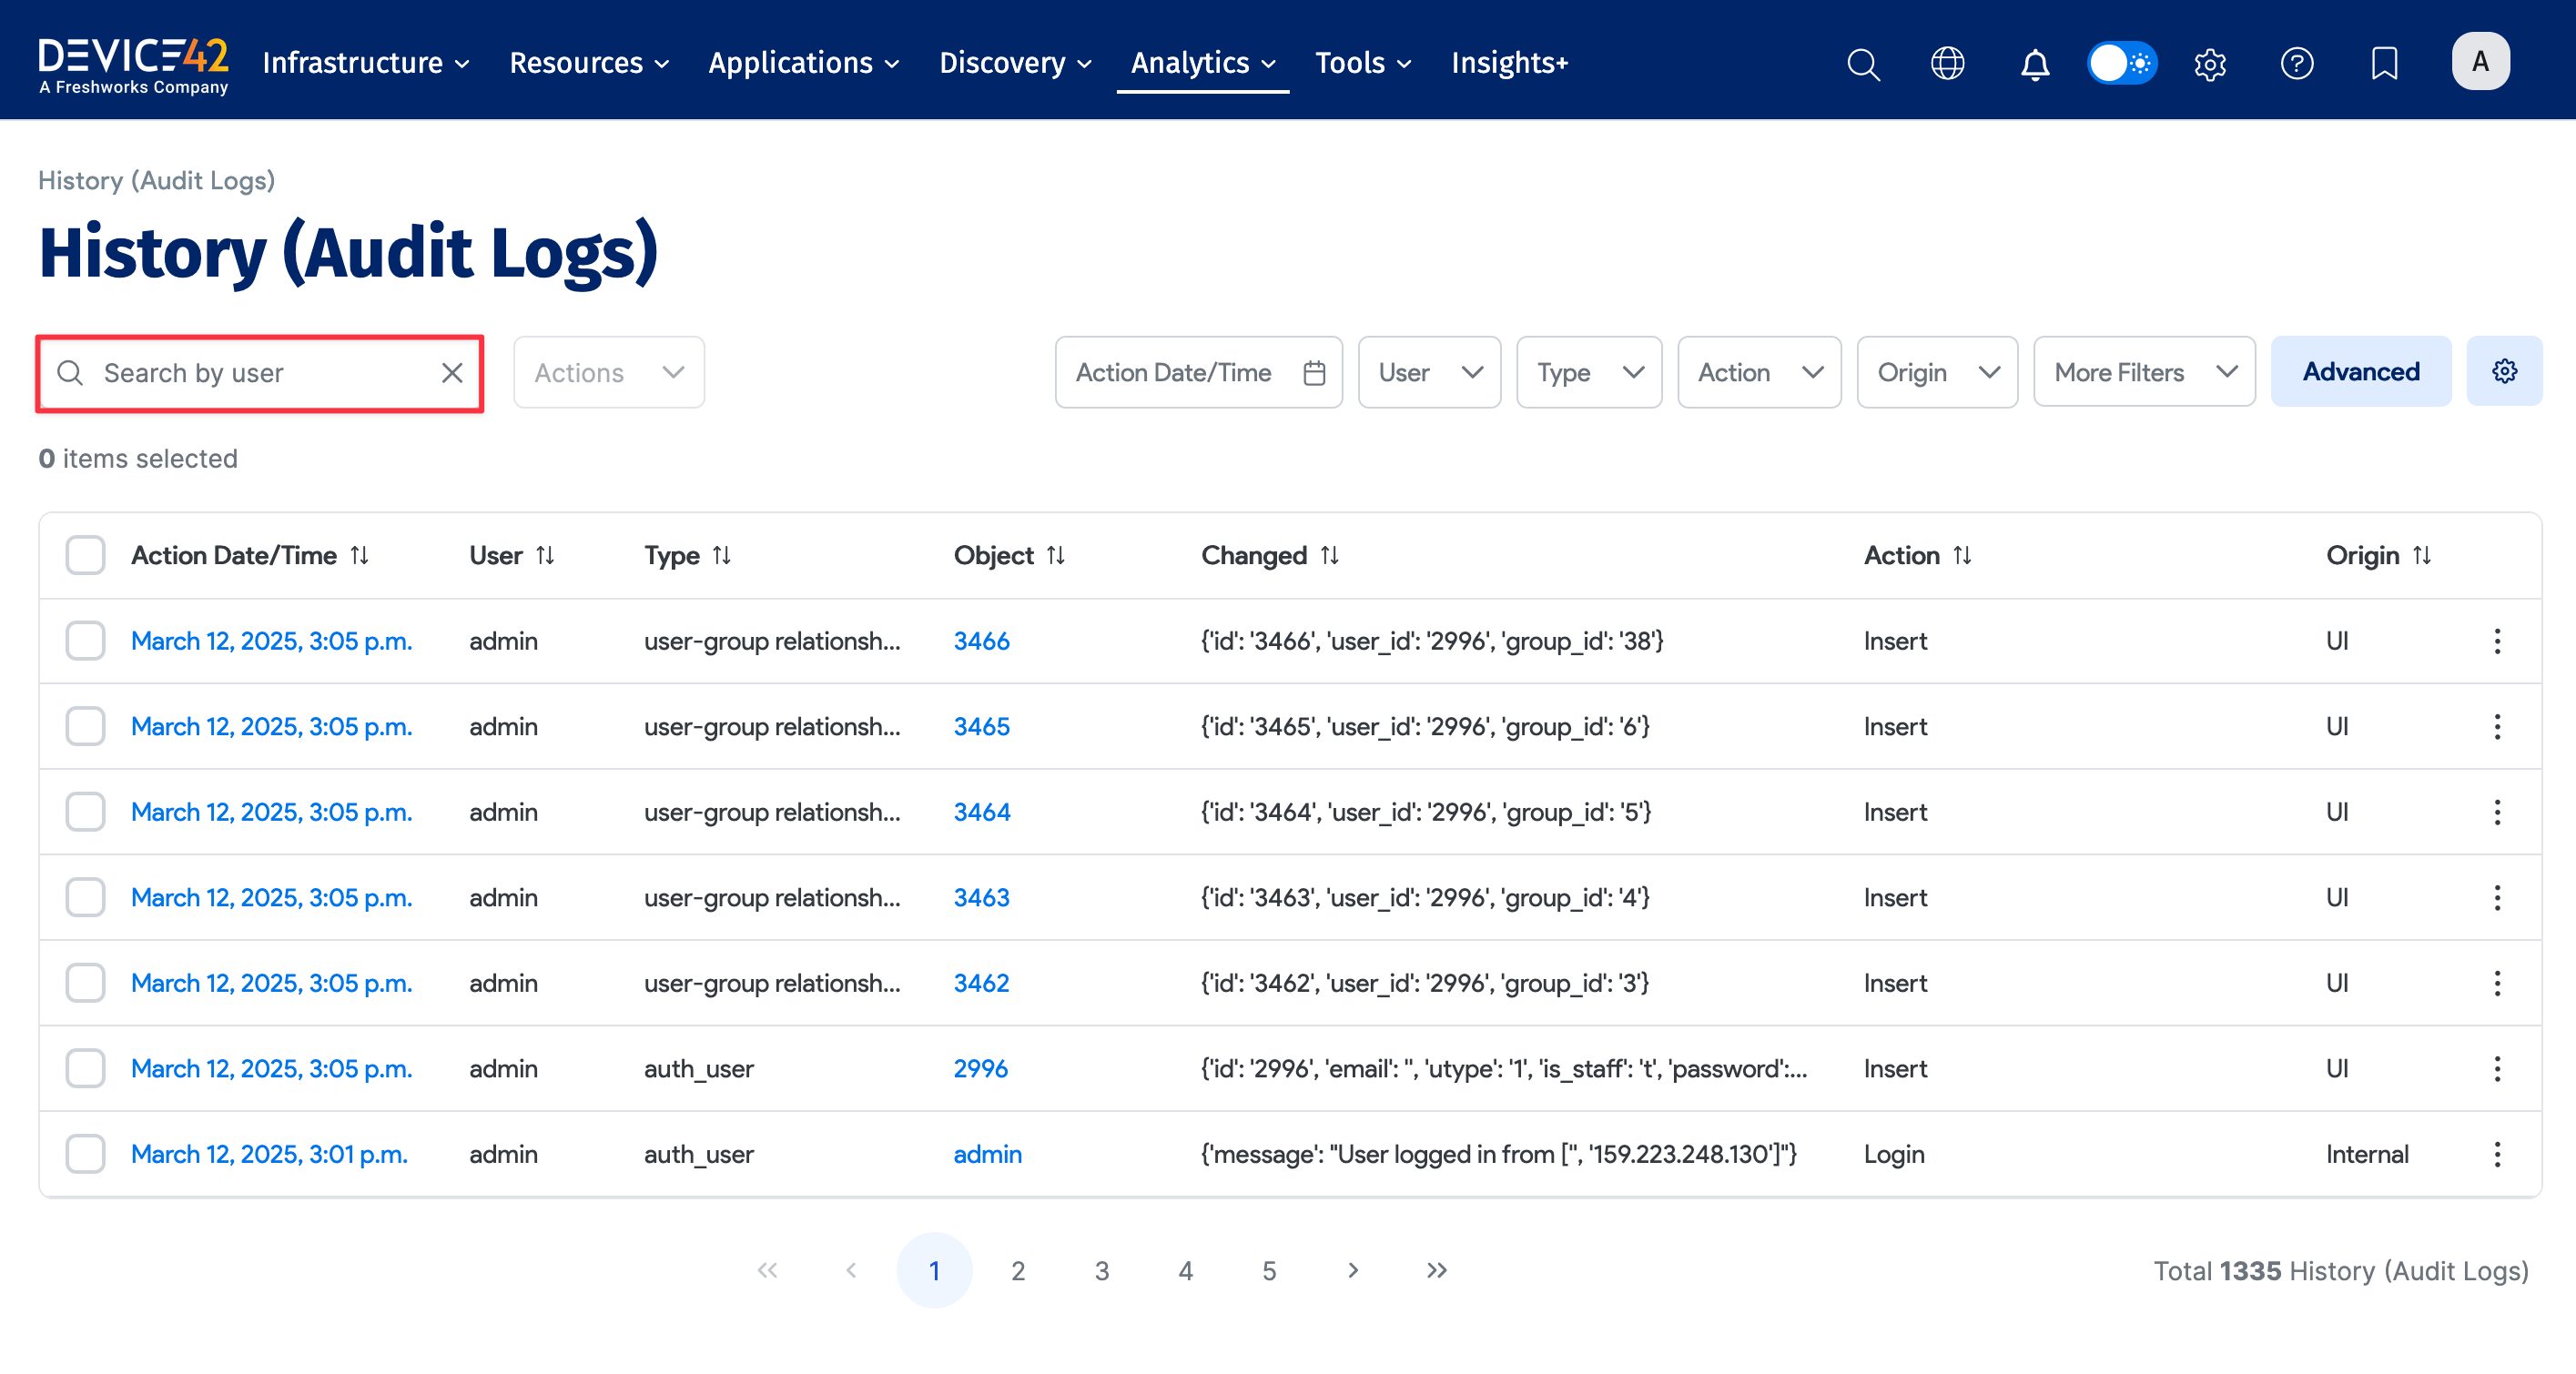 DEVICE42 Infrastructure Resources Applications Discovery Analytics Tools Insights+ A
A Freshworks Company
History (Audit Logs)
History (Audit Logs)
Search by user Actions Action Date/Time User Type Action Origin More Filters Advanced
0 items selected
Action Date/Time User Type Object Changed Action Origin
March 12, 2025, 3:05 p.m. admin user-group relationsh... 3466 {'id': '3466', 'user_id': '2996', 'group_id': '38'} Insert UI
March 12, 2025, 3:05 p.m. admin user-group relationsh... 3465 {'id': '3465', 'user_id': '2996', 'group_id': '6'} Insert UI
March 12, 2025, 3:05 p.m. admin user-group relationsh... 3464 {'id': '3464', 'user_id': '2996', 'group_id': '5'} Insert UI
March 12, 2025, 3:05 p.m. admin user-group relationsh... 3463 {'id': '3463', 'user_id': '2996', 'group_id': '4'} Insert UI
March 12, 2025, 3:05 p.m. admin user-group relationsh... 3462 {'id': '3462', 'user_id': '2996', 'group_id': '3'} Insert UI
March 12, 2025, 3:05 p.m. admin auth_user 2996 {'id': '2996', 'email': '', 'utype': '1', 'is_staff': 't', 'password':... Insert UI
March 12, 2025, 3:01 p.m. admin auth_user admin {'message': "User logged in from ['', '159.223.248.130']"} Login Internal
1 2 3 4 5 Total 1335 History (Audit Logs)